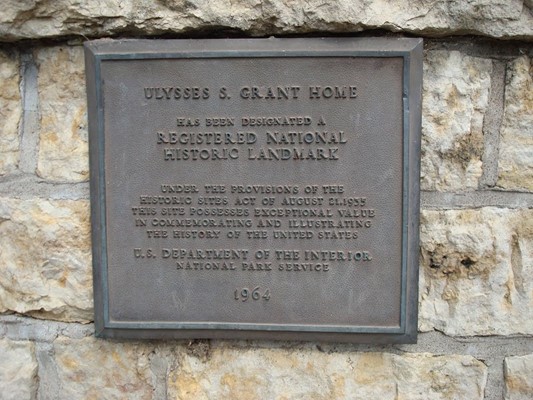 ULYSSES S. GRANT HOME
HAS BEEN DESIGNATED A
REGISTERED NATIONAL
HISTORIC LANDMARK
UNDER THE PROVISIONS OF THE
HISTORIC SITES ACT OF AUGUST 21, 1935
THIS SITE POSSESSES EXCEPTIONAL VALUE
IN COMMEMORATING AND ILLUSTRATING
THE HISTORY OF THE UNITED STATES
U.S. DEPARTMENT OF THE INTERIOR
NATIONAL PARK SERVICE
1964